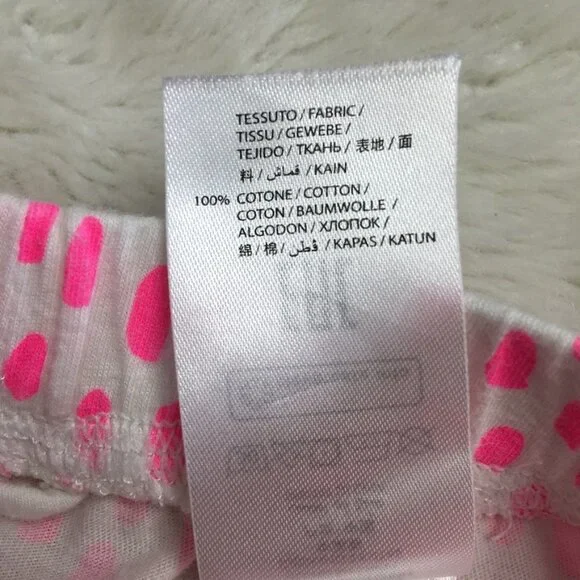 TESSUTO / FABRIC /
TISSU / GEWEBE /
TEJIDO / ТКАНЬ / 表地 / 面
料 / قماش / KAIN
100% COTONE / COTTON /
COTON / BAUMWOLLE /
ALGODON / ХЛОПОК /
绵 / 棉 / قطن / KAPAS / KATUN